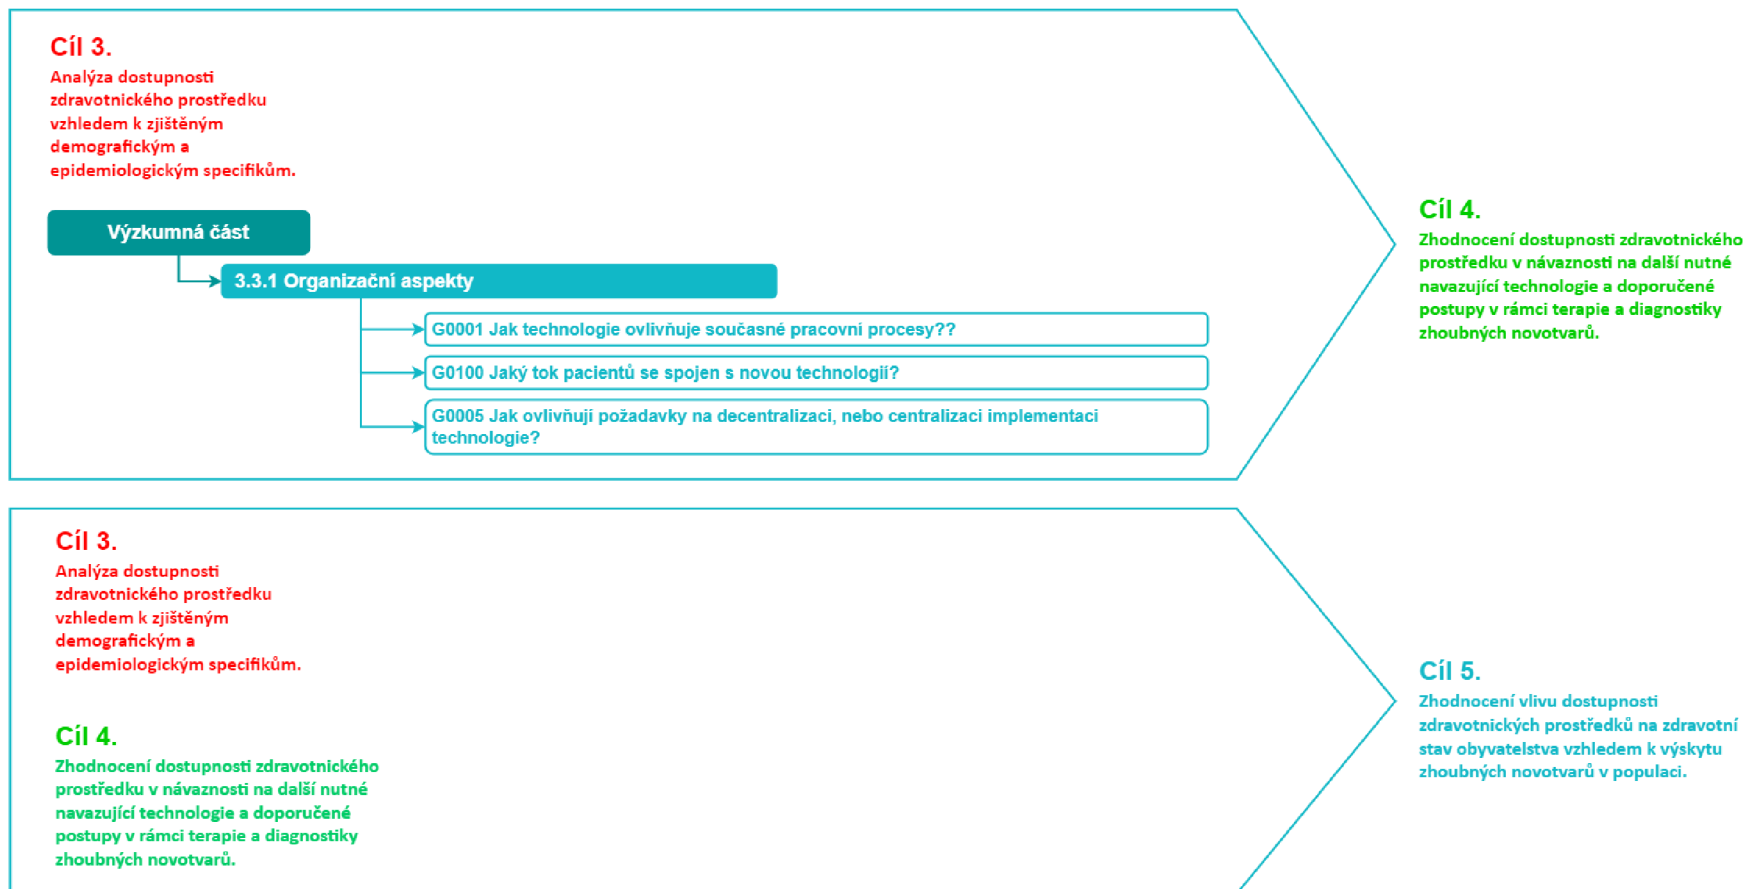 Cíl 3.
Analýza dostupnosti
zdravotnického prostředku
vzhledem k zjištěným
demografickým a
epidemiologickým specifikům.
Výzkumná část
3.3.1 Organizační aspekty
G0001 Jak technologie ovlivňuje současné pracovní procesy??
G0100 Jaký tok pacientů se spojen s novou technologií?
G0005 Jak ovlivňují požadavky na decentralizaci, nebo centralizaci implementaci
technologie?
Cíl 4.
Zhodnocení dostupnosti zdravotnického
prostředku v návaznosti na další nutné
navazující technologie a doporučené
postupy v rámci terapie a diagnostiky
zhoubných novotvarů.
Cíl 3.
Analýza dostupnosti
zdravotnického prostředku
vzhledem k zjištěným
demografickým a
epidemiologickým specifikům.
Cíl 4.
Zhodnocení dostupnosti zdravotnického
prostředku v návaznosti na další nutné
navazující technologie a doporučené
postupy v rámci terapie a diagnostiky
zhoubných novotvarů.
Cíl 5.
Zhodnocení vlivu dostupnosti
zdravotnických prostředků na zdravotní
stav obyvatelstva vzhledem k výskytu
zhoubných novotvarů v populaci.